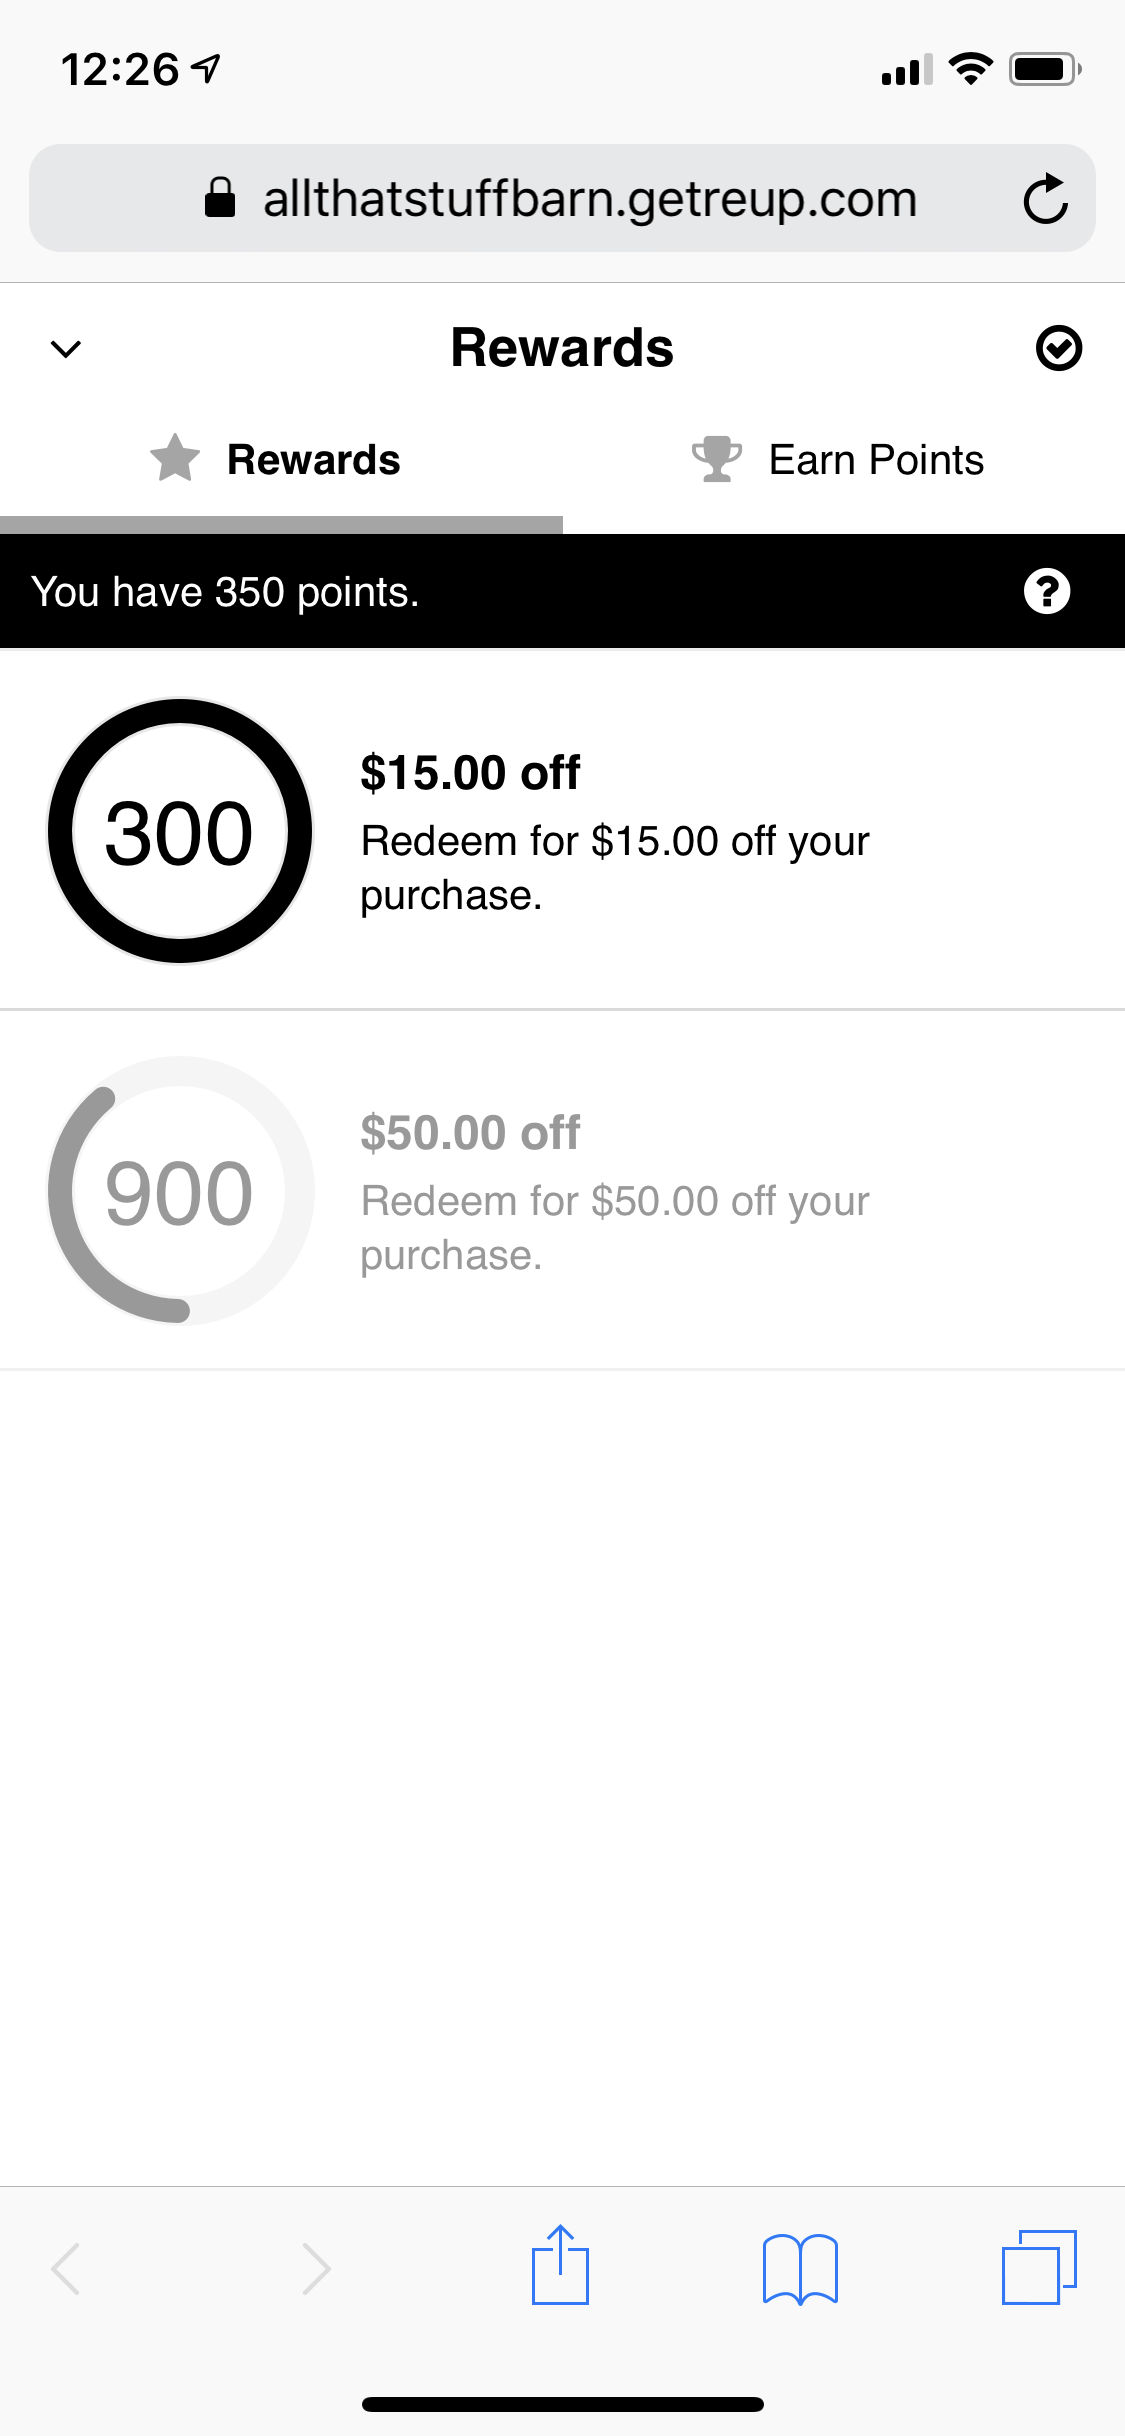 12:26
allthatstuffbarn.getreup.com
Rewards
Rewards
Earn Points
You have 350 points.
300
$15.00 off
Redeem for $15.00 off your
purchase.
900
$50.00 off
Redeem for $50.00 off your
purchase.